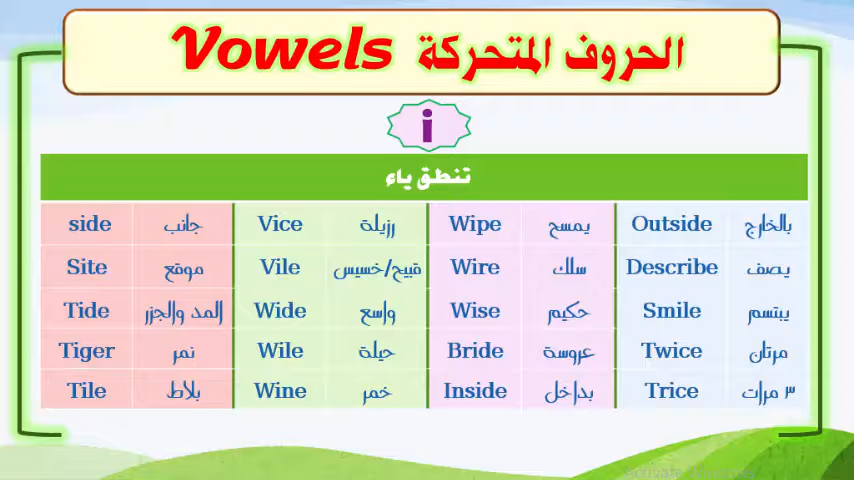 Vowels الحروف المتحركة
i
تنطق ياء
side جانب Vice رزيلة Wipe يمسح Outside بالخارج
Site موقع Vile قبيح/خسيس Wire سلك Describe يصف
Tide المد والجزر Wide واسع Wise حكيم Smile يبتسم
Tiger نمر Wile حيلة Bride عروسة Twice مرتان
Tile بلاط Wine خمر Inside بداخل Trice ٣ مرات